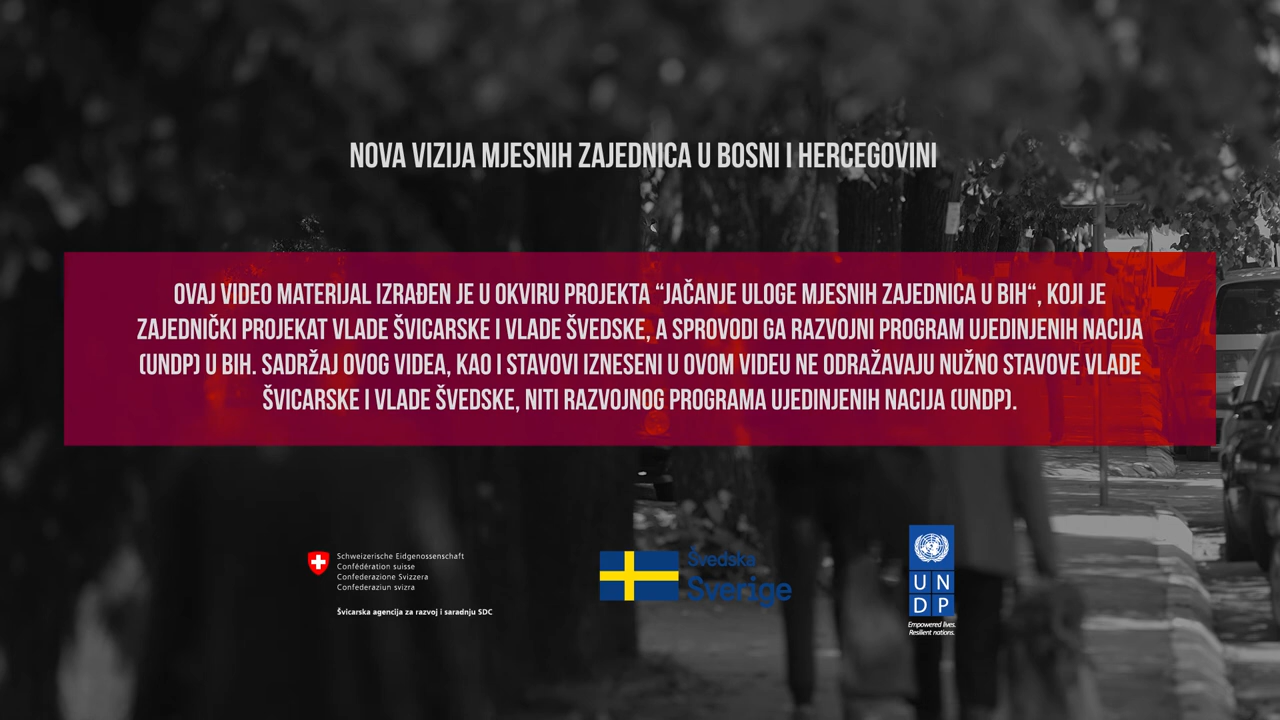 NOVA VIZIJA MJESNIH ZAJEDNICA U BOSNI I HERCEGOVINI
OVAJ VIDEO MATERIJAL IZRAĐEN JE U OKVIRU PROJEKTA “JAČANJE ULOGE MJESNIH ZAJEDNICA U BIH“, KOJI JE
ZAJEDNIČKI PROJEKAT VLADE ŠVICARSKE I VLADE ŠVEDSKE, A SPROVODI GA RAZVOJNI PROGRAM UJEDINJENIH NACIJA
(UNDP) U BIH. SADRŽAJ OVOG VIDEA, KAO I STAVOVI IZNESENI U OVOM VIDEU NE ODRAŽAVAJU NUŽNO STAVOVE VLADE
ŠVICARSKE I VLADE ŠVEDSKE, NITI RAZVOJNOG PROGRAMA UJEDINJENIH NACIJA (UNDP).
Schweizerische Eidgenossenschaft
Confédération suisse
Confederazione Svizzera
Confederaziun svizra
Švicarska agencija za razvoj i saradnju SDC
Švedska
Sverige
U N
D P
Empowered lives.
Resilient nations.